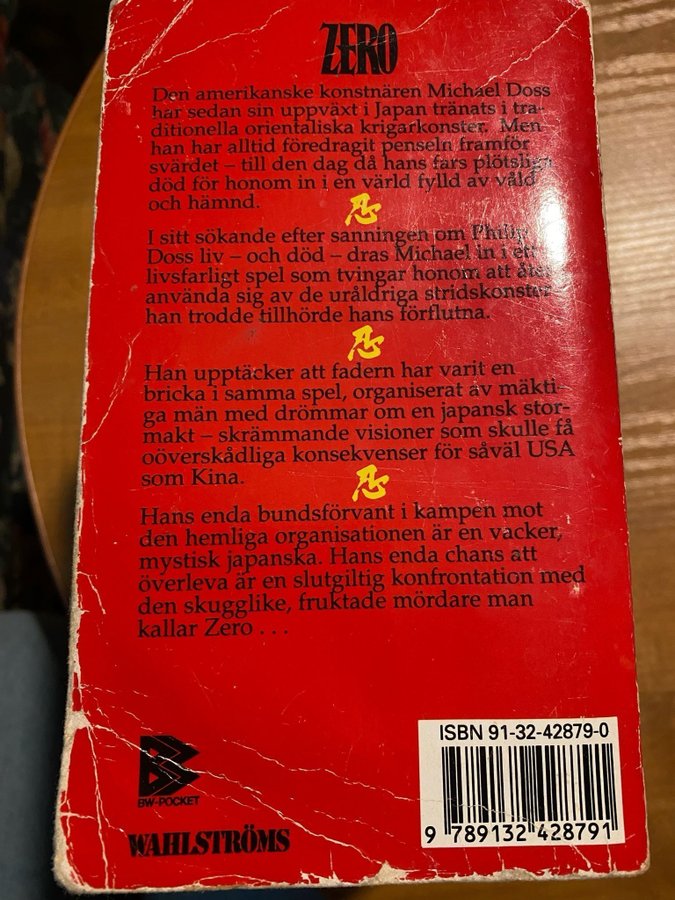 ZERO
Den amerikanske konstnären Michael Doss
har sedan sin uppväxt i Japan tränats i tra-
ditionella orientaliska krigarkonster. Men
han har alltid föredragit penseln framför
svärdet – till den dag då hans fars plötsliga
död för honom in i en värld fylld av våld
och hämnd.
忍
I sitt sökande efter sanningen om Philip
Doss liv – och död – dras Michael in i ett
livsfarligt spel som tvingar honom att åter
använda sig av de uråldriga stridskonster
han trodde tillhörde hans förflutna.
忍
Han upptäcker att fadern har varit en
bricka i samma spel, organiserat av mäkti-
ga män med drömmar om en japansk stor-
makt – skrämmande visioner som skulle få
oöverskådliga konsekvenser för såväl USA
som Kina.
忍
Hans enda bundsförvant i kampen mot
den hemliga organisationen är en vacker,
mystisk japanska. Hans enda chans att
överleva är en slutgiltig konfrontation med
den skugglike, fruktade mördare man
kallar Zero . . .
BW-POCKET
WAHLSTRÖMS
ISBN 91-32-42879-0
9 789132 428791